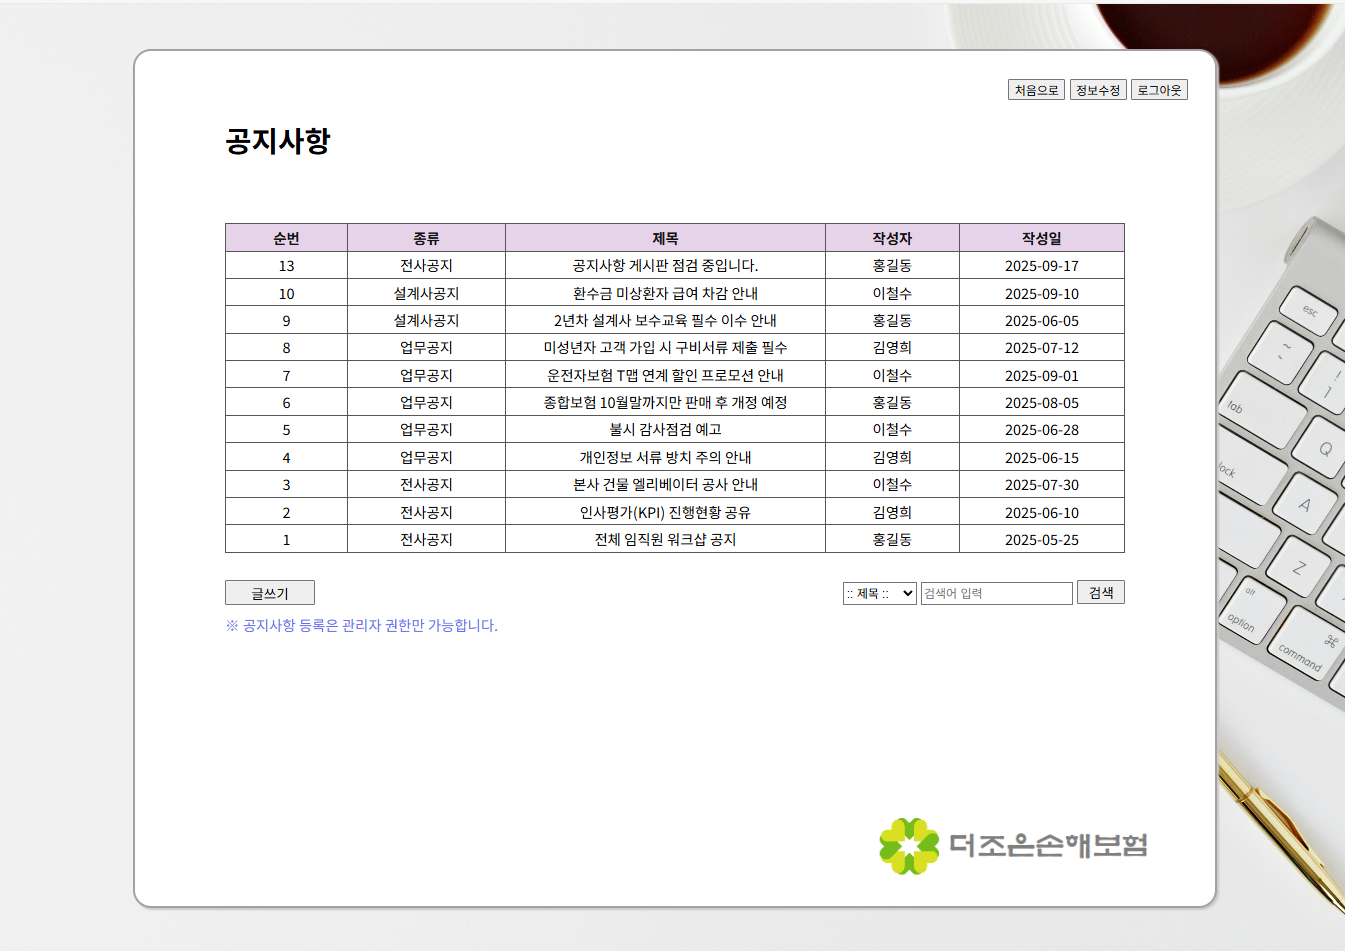 처음으로 정보수정 로그아웃
공지사항
순번 종류 제목 작성자 작성일
13 전사공지 공지사항 게시판 점검 중입니다. 홍길동 2025-09-17
10 설계사공지 환수금 미상환자 급여 차감 안내 이철수 2025-09-10
9 설계사공지 2년차 설계사 보수교육 필수 이수 안내 홍길동 2025-06-05
8 업무공지 미성년자 고객 가입 시 구비서류 제출 필수 김영희 2025-07-12
7 업무공지 운전자보험 T맵 연계 할인 프로모션 안내 이철수 2025-09-01
6 업무공지 종합보험 10월말까지만 판매 후 개정 예정 홍길동 2025-08-05
5 업무공지 불시 감사점검 예고 이철수 2025-06-28
4 업무공지 개인정보 서류 방치 주의 안내 김영희 2025-06-15
3 전사공지 본사 건물 엘리베이터 공사 안내 이철수 2025-07-30
2 전사공지 인사평가(KPI) 진행현황 공유 김영희 2025-06-10
1 전사공지 전체 임직원 워크샵 공지 홍길동 2025-05-25
글쓰기 :: 제목 :: 검색어 입력 검색
※ 공지사항 등록은 관리자 권한만 가능합니다.
더조은손해보험
esc
~
!
1
tab
Q
lock
A
Z
alt
option
⌘
command